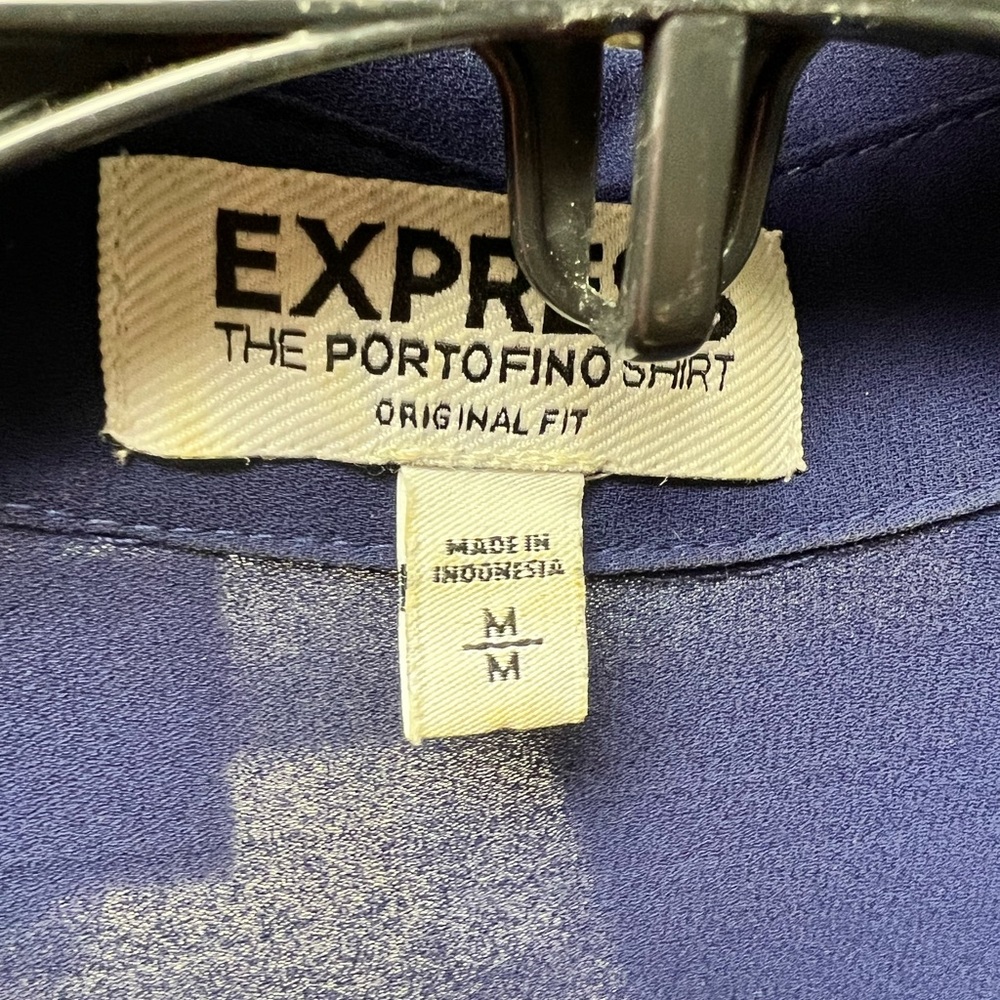 EXPRESS
THE PORTOFINO SHIRT
ORIGINAL FIT
MADE IN
INDONESIA
M
M